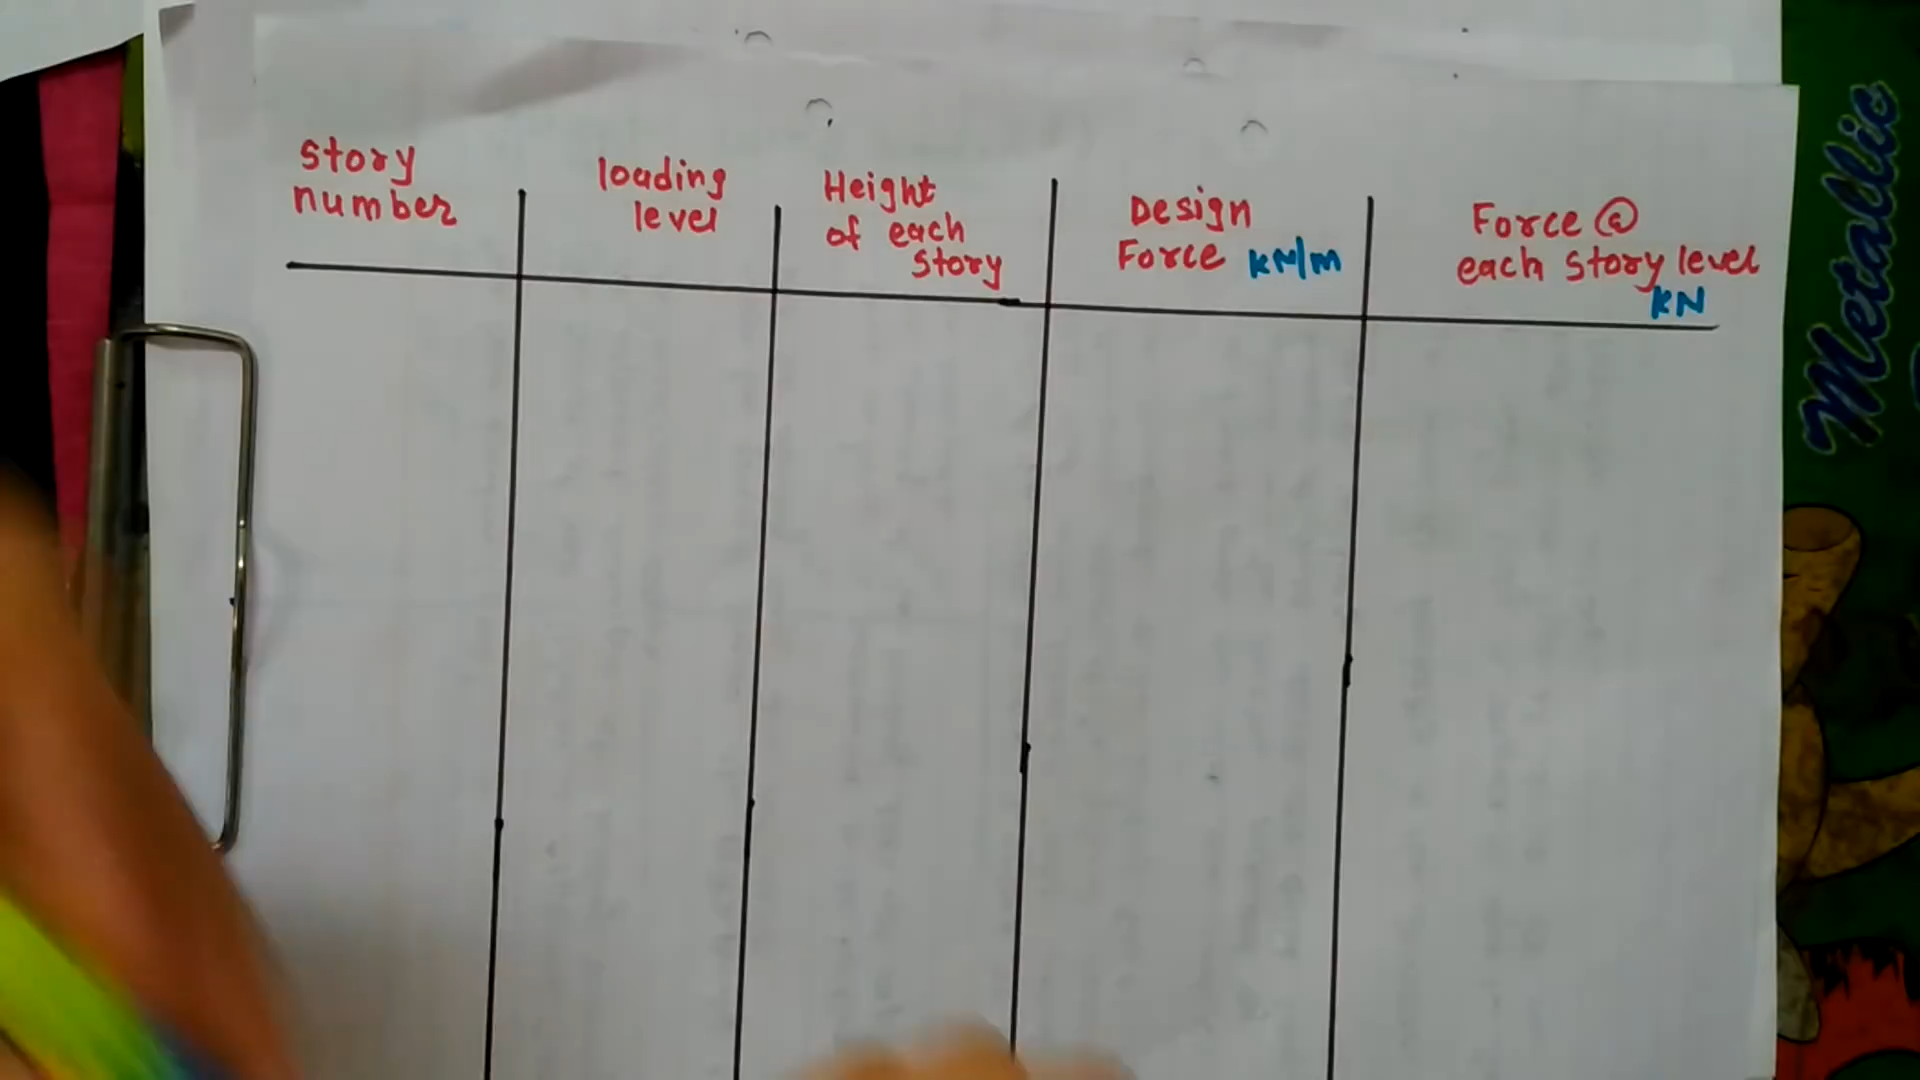 story
number
loading
level
Height
of each
story
Design
Force kN/m
Force @
each story level
kN
Metallic